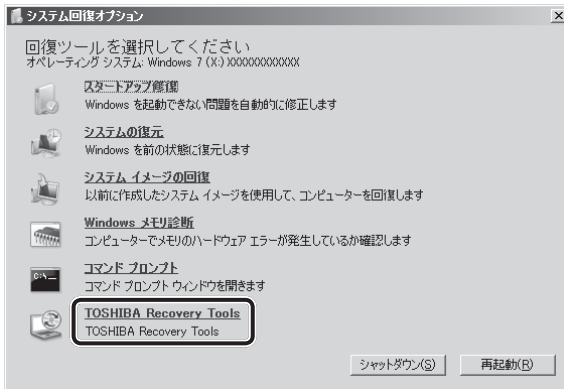 システム回復オプション
回復ツールを選択してください
オペレーティング システム: Windows 7 (X:) XXXXXXXXXXXX
スタートアップ修復
Windows を起動できない問題を自動的に修正します
システムの復元
Windows を前の状態に復元します
システム イメージの回復
以前に作成したシステム イメージを使用して、コンピューターを回復します
Windows メモリ診断
コンピューターでメモリのハードウェア エラーが発生しているか確認します
C:\_
コマンド プロンプト
コマンド プロンプト ウィンドウを開きます
TOSHIBA Recovery Tools
TOSHIBA Recovery Tools
シャットダウン(S)
再起動(R)